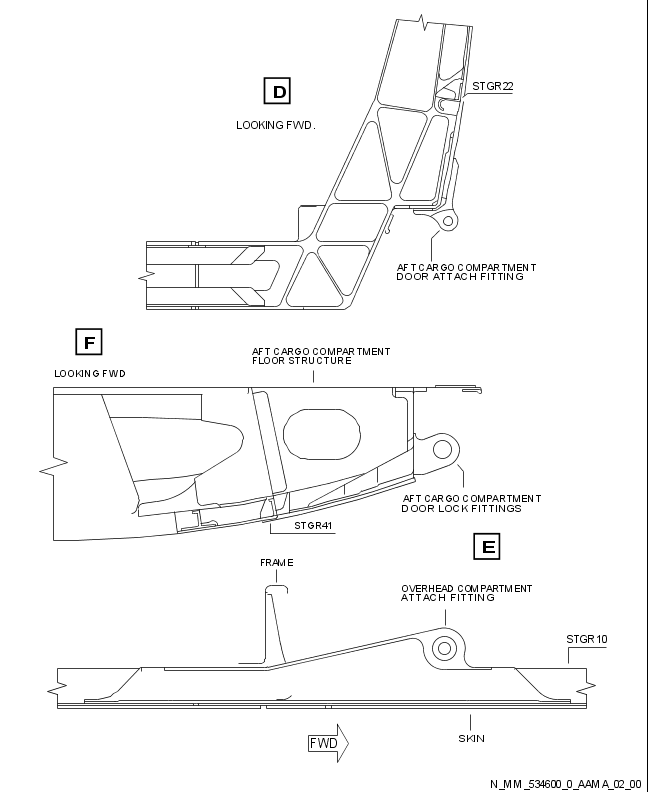 D
STGR22
LOOKING FWD.
AFT CARGO COMPARTMENT
DOOR ATTACH FITTING
F
LOOKING FWD
AFT CARGO COMPARTMENT
FLOOR STRUCTURE
AFT CARGO COMPARTMENT
DOOR LOCK FITTINGS
STGR41
E
FRAME
OVERHEAD COMPARTMENT
ATTACH FITTING
STGR10
FWD
SKIN
N_MM_534600_0_AAMA_02_00